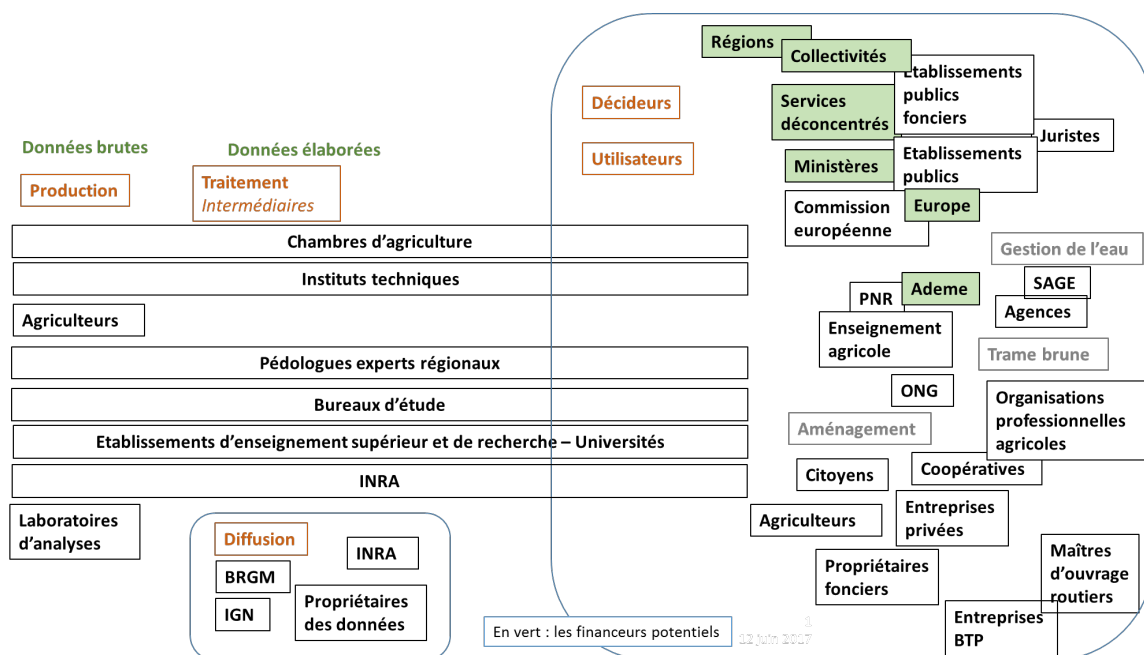 Régions
Collectivités
Etablissements
publics
fonciers
Décideurs
Services
déconcentrés
Juristes
Données brutes
Données élaborées
Utilisateurs
Ministères
Etablissements
publics
Production
Traitement
Intermédiaires
Commission
européenne
Europe
Chambres d’agriculture
Gestion de l’eau
Instituts techniques
SAGE
PNR
Ademe
Agences
Agriculteurs
Enseignement
agricole
Trame brune
Pédologues experts régionaux
ONG
Organisations
professionnelles
agricoles
Bureaux d’étude
Aménagement
Etablissements d’enseignement supérieur et de recherche – Universités
Coopératives
Citoyens
INRA
Laboratoires
d’analyses
Agriculteurs
Entreprises
privées
Diffusion
INRA
Maîtres
d’ouvrage
routiers
Propriétaires
fonciers
BRGM
Propriétaires
des données
IGN
Entreprises
BTP
En vert : les financeurs potentiels
1
12 juin 2017